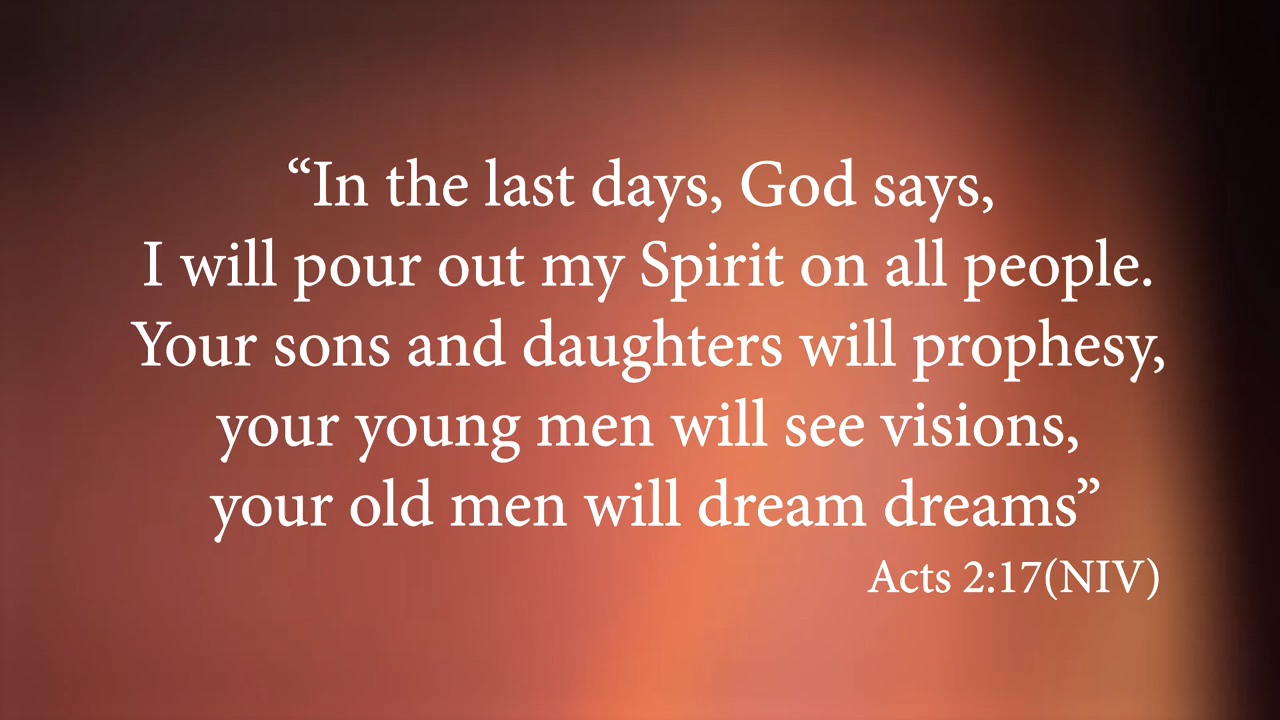 “In the last days, God says,
I will pour out my Spirit on all people.
Your sons and daughters will prophesy,
your young men will see visions,
your old men will dream dreams”
Acts 2:17(NIV)